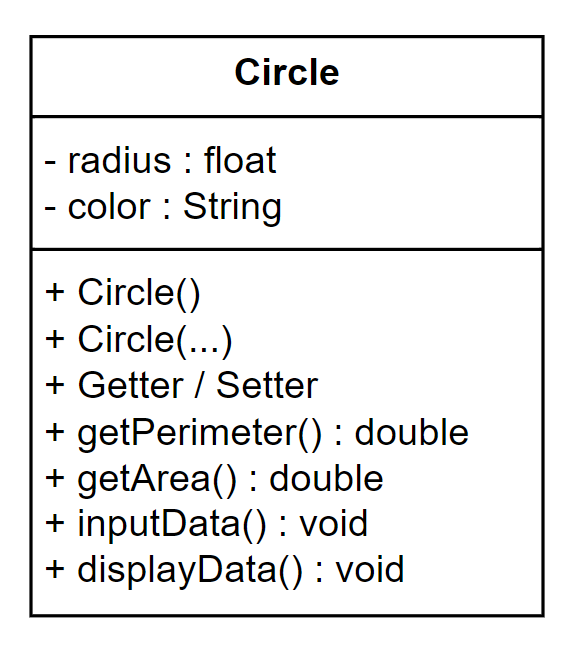 Circle
- radius : float
- color : String
+ Circle()
+ Circle(...)
+ Getter / Setter
+ getPerimeter() : double
+ getArea() : double
+ inputData() : void
+ displayData() : void